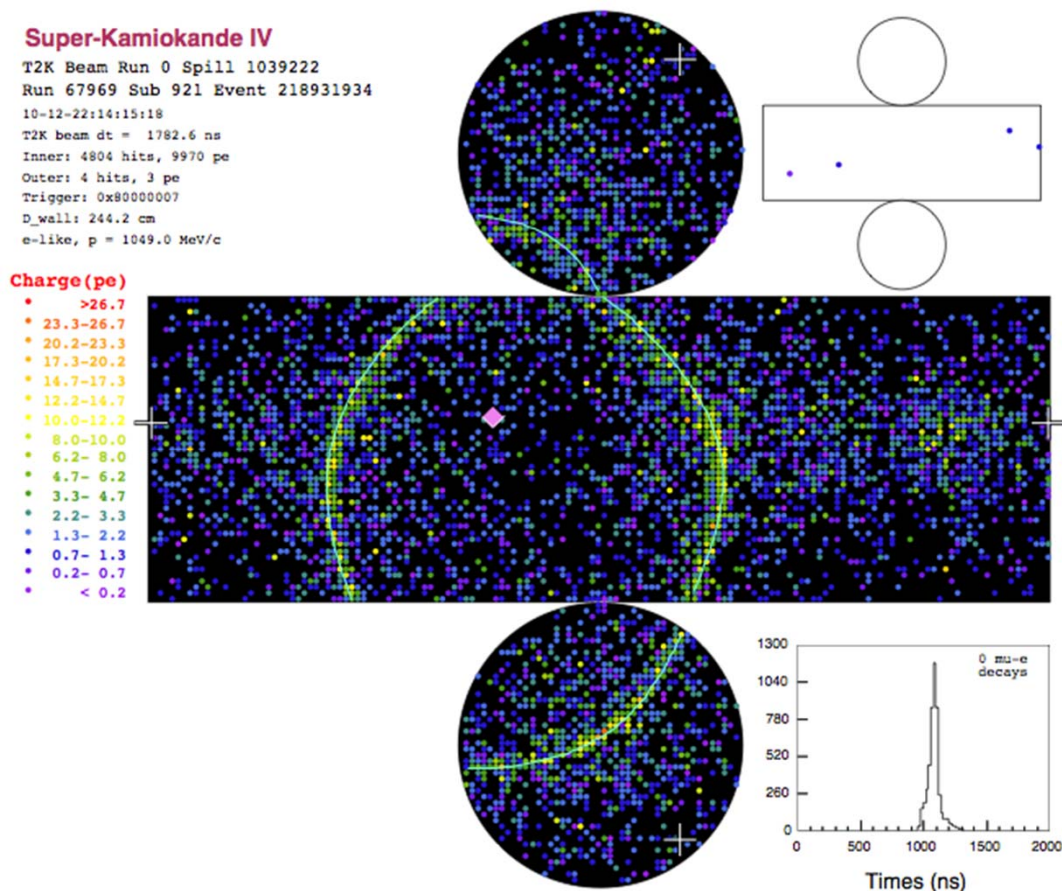 Super-Kamiokande IV
T2K Beam Run 0 Spill 1039222
Run 67969 Sub 921 Event 218931934
10-12-22:14:15:18
T2K beam dt = 1782.6 ns
Inner: 4804 hits, 9970 pe
Outer: 4 hits, 3 pe
Trigger: 0x80000007
D_wall: 244.2 cm
e-like, p = 1049.0 MeV/c
Charge(pe)
>26.7
23.3-26.7
20.2-23.3
17.3-20.2
14.7-17.3
12.2-14.7
10.0-12.2
8.0-10.0
6.2- 8.0
4.7- 6.2
3.3- 4.7
2.2- 3.3
1.3- 2.2
0.7- 1.3
0.2- 0.7
< 0.2
0 mu-e
decays
1300
1040
780
520
260
0
0 500 1000 1500 2000
Times (ns)